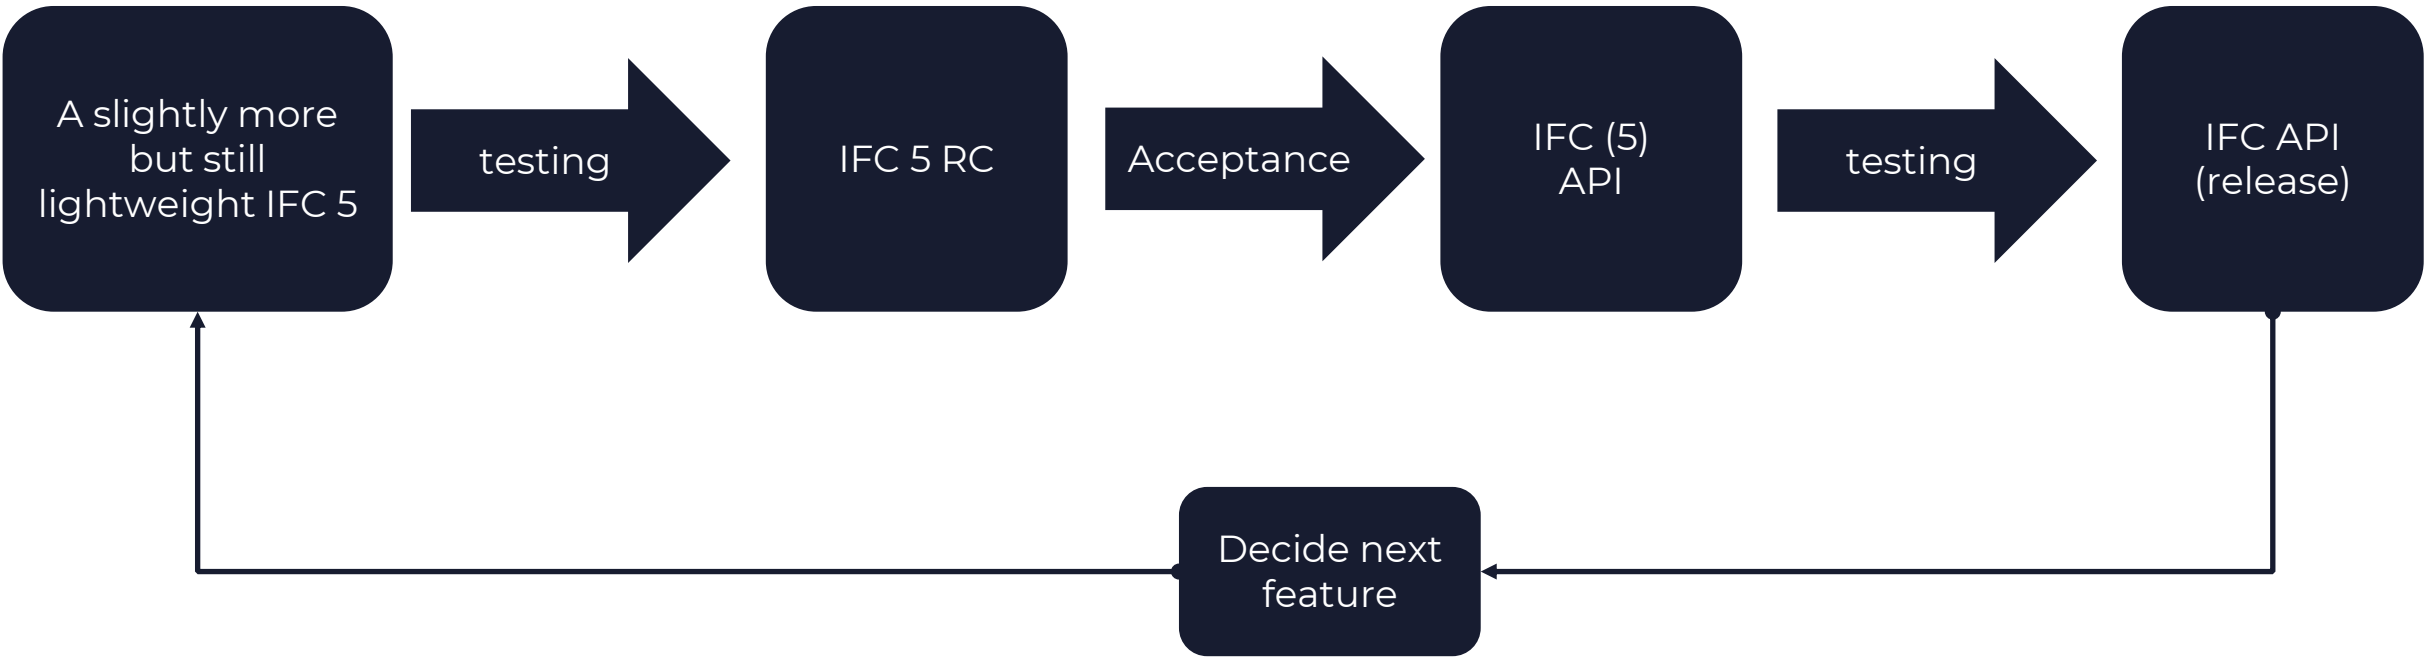 A slightly more
but still
lightweight IFC 5
testing
IFC 5 RC
Acceptance
IFC (5)
API
testing
IFC API
(release)
Decide next
feature